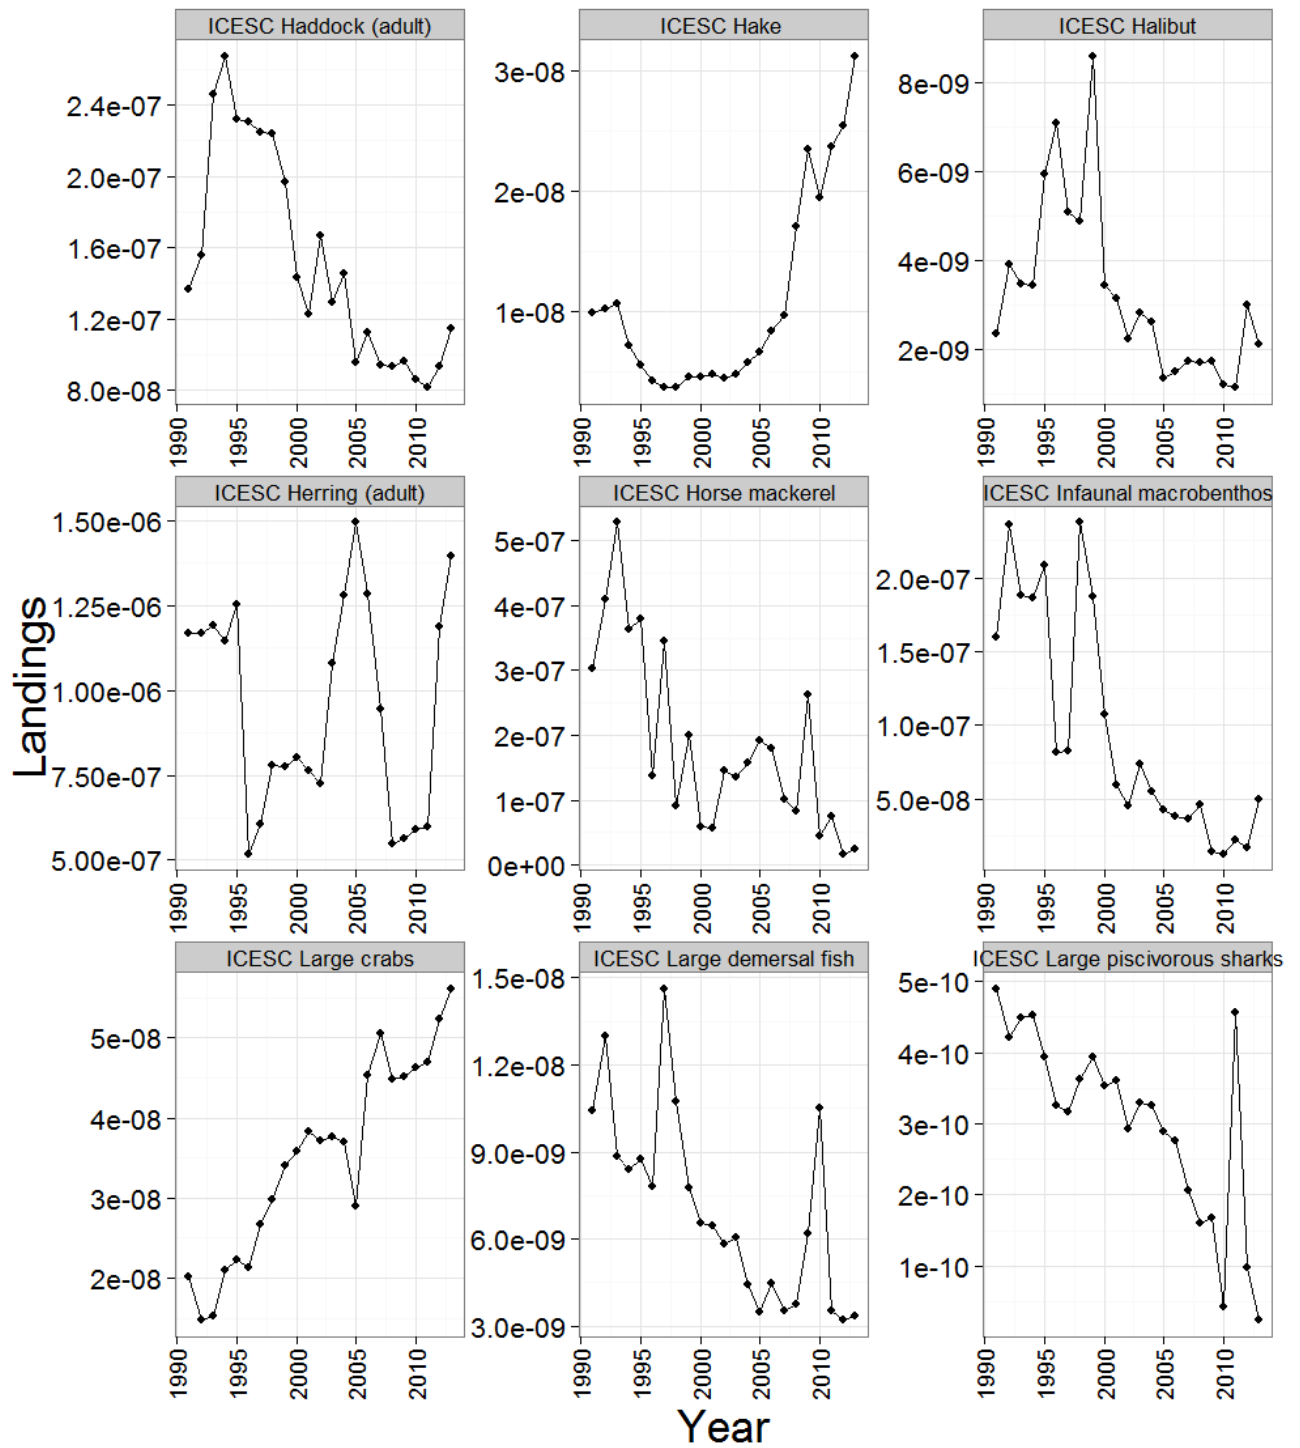 ICESC Haddock (adult)
2.4e-07
2.0e-07
1.6e-07
1.2e-07
8.0e-08
1990
1995
2000
2005
2010
ICESC Hake
3e-08
2e-08
1e-08
1990
1995
2000
2005
2010
ICESC Halibut
8e-09
6e-09
4e-09
2e-09
1990
1995
2000
2005
2010
Landings
ICESC Herring (adult)
1.50e-06
1.25e-06
1.00e-06
7.50e-07
5.00e-07
1990
1995
2000
2005
2010
ICESC Horse mackerel
5e-07
4e-07
3e-07
2e-07
1e-07
0e+00
1990
1995
2000
2005
2010
ICESC Infaunal macrobenthos
2.0e-07
1.5e-07
1.0e-07
5.0e-08
1990
1995
2000
2005
2010
ICESC Large crabs
5e-08
4e-08
3e-08
2e-08
1990
1995
2000
2005
2010
ICESC Large demersal fish
1.5e-08
1.2e-08
9.0e-09
6.0e-09
3.0e-09
1990
1995
2000
2005
2010
ICESC Large piscivorous sharks
5e-10
4e-10
3e-10
2e-10
1e-10
1990
1995
2000
2005
2010
Year